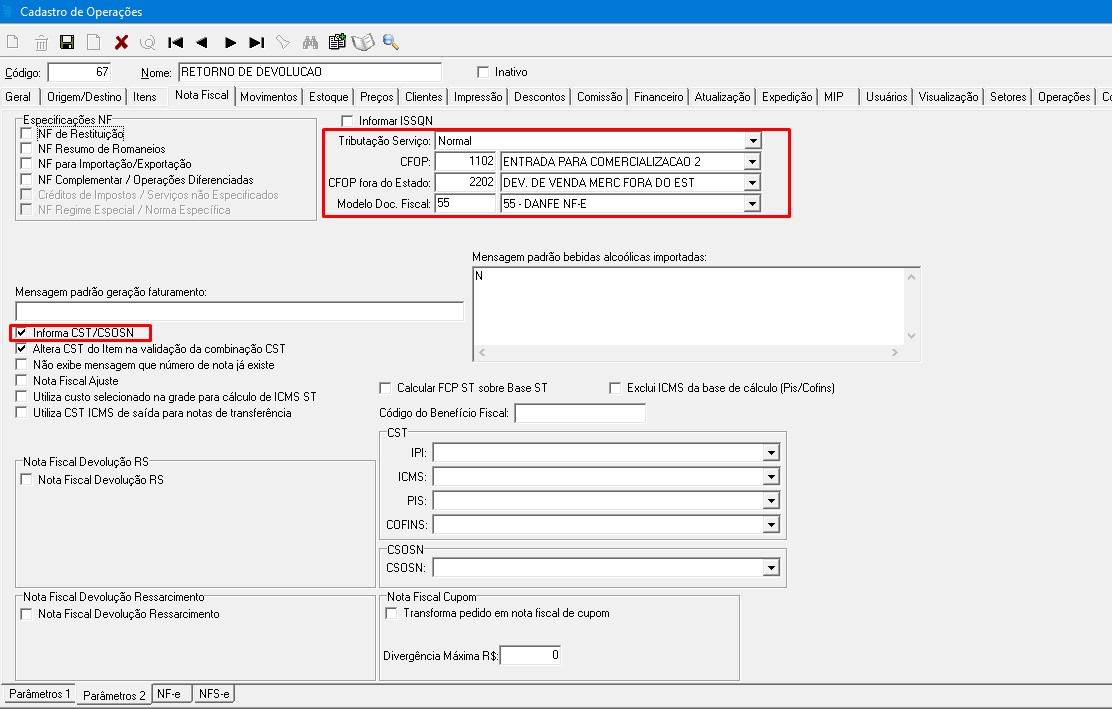 Cadastro de Operações
Código: 67 Nome: RETORNO DE DEVOLUCAO Inativo
Geral Origem/Destino Itens Nota Fiscal Movimentos Estoque Preços Clientes Impressão Descontos Comissão Financeiro Atualização Expedição MIP Usuários Visualização Setores Operações Co
Especificações NF
NF de Restituição
NF Resumo de Romaneios
NF para Importação/Exportação
NF Complementar / Operações Diferenciadas
Créditos de Impostos / Serviços não Especificados
NF Regime Especial / Norma Específica
Informar ISSQN
Tributação Serviço: Normal
CFOP: 1102 ENTRADA PARA COMERCIALIZACAO 2
CFOP fora do Estado: 2202 DEV. DE VENDA MERC FORA DO EST
Modelo Doc. Fiscal: 55 55 - DANFE NF-E
Mensagem padrão bebidas alcoólicas importadas:
N
Mensagem padrão geração faturamento:
Informa CST/CSOSN
Altera CST do Item na validação da combinação CST
Não exibe mensagem que número de nota já existe
Nota Fiscal Ajuste
Utiliza custo selecionado na grade para cálculo de ICMS ST
Utiliza CST ICMS de saída para notas de transferência
Calcular FCP ST sobre Base ST
Exclui ICMS da base de cálculo (Pis/Cofins)
Código do Benefício Fiscal:
CST
IPI:
ICMS:
PIS:
COFINS:
CSOSN
CSOSN:
Nota Fiscal Devolução RS
Nota Fiscal Devolução RS
Nota Fiscal Devolução Ressarcimento
Nota Fiscal Devolução Ressarcimento
Nota Fiscal Cupom
Transforma pedido em nota fiscal de cupom
Divergência Máxima R$: 0
Parâmetros 1 Parâmetros 2 NF-e NFS-e